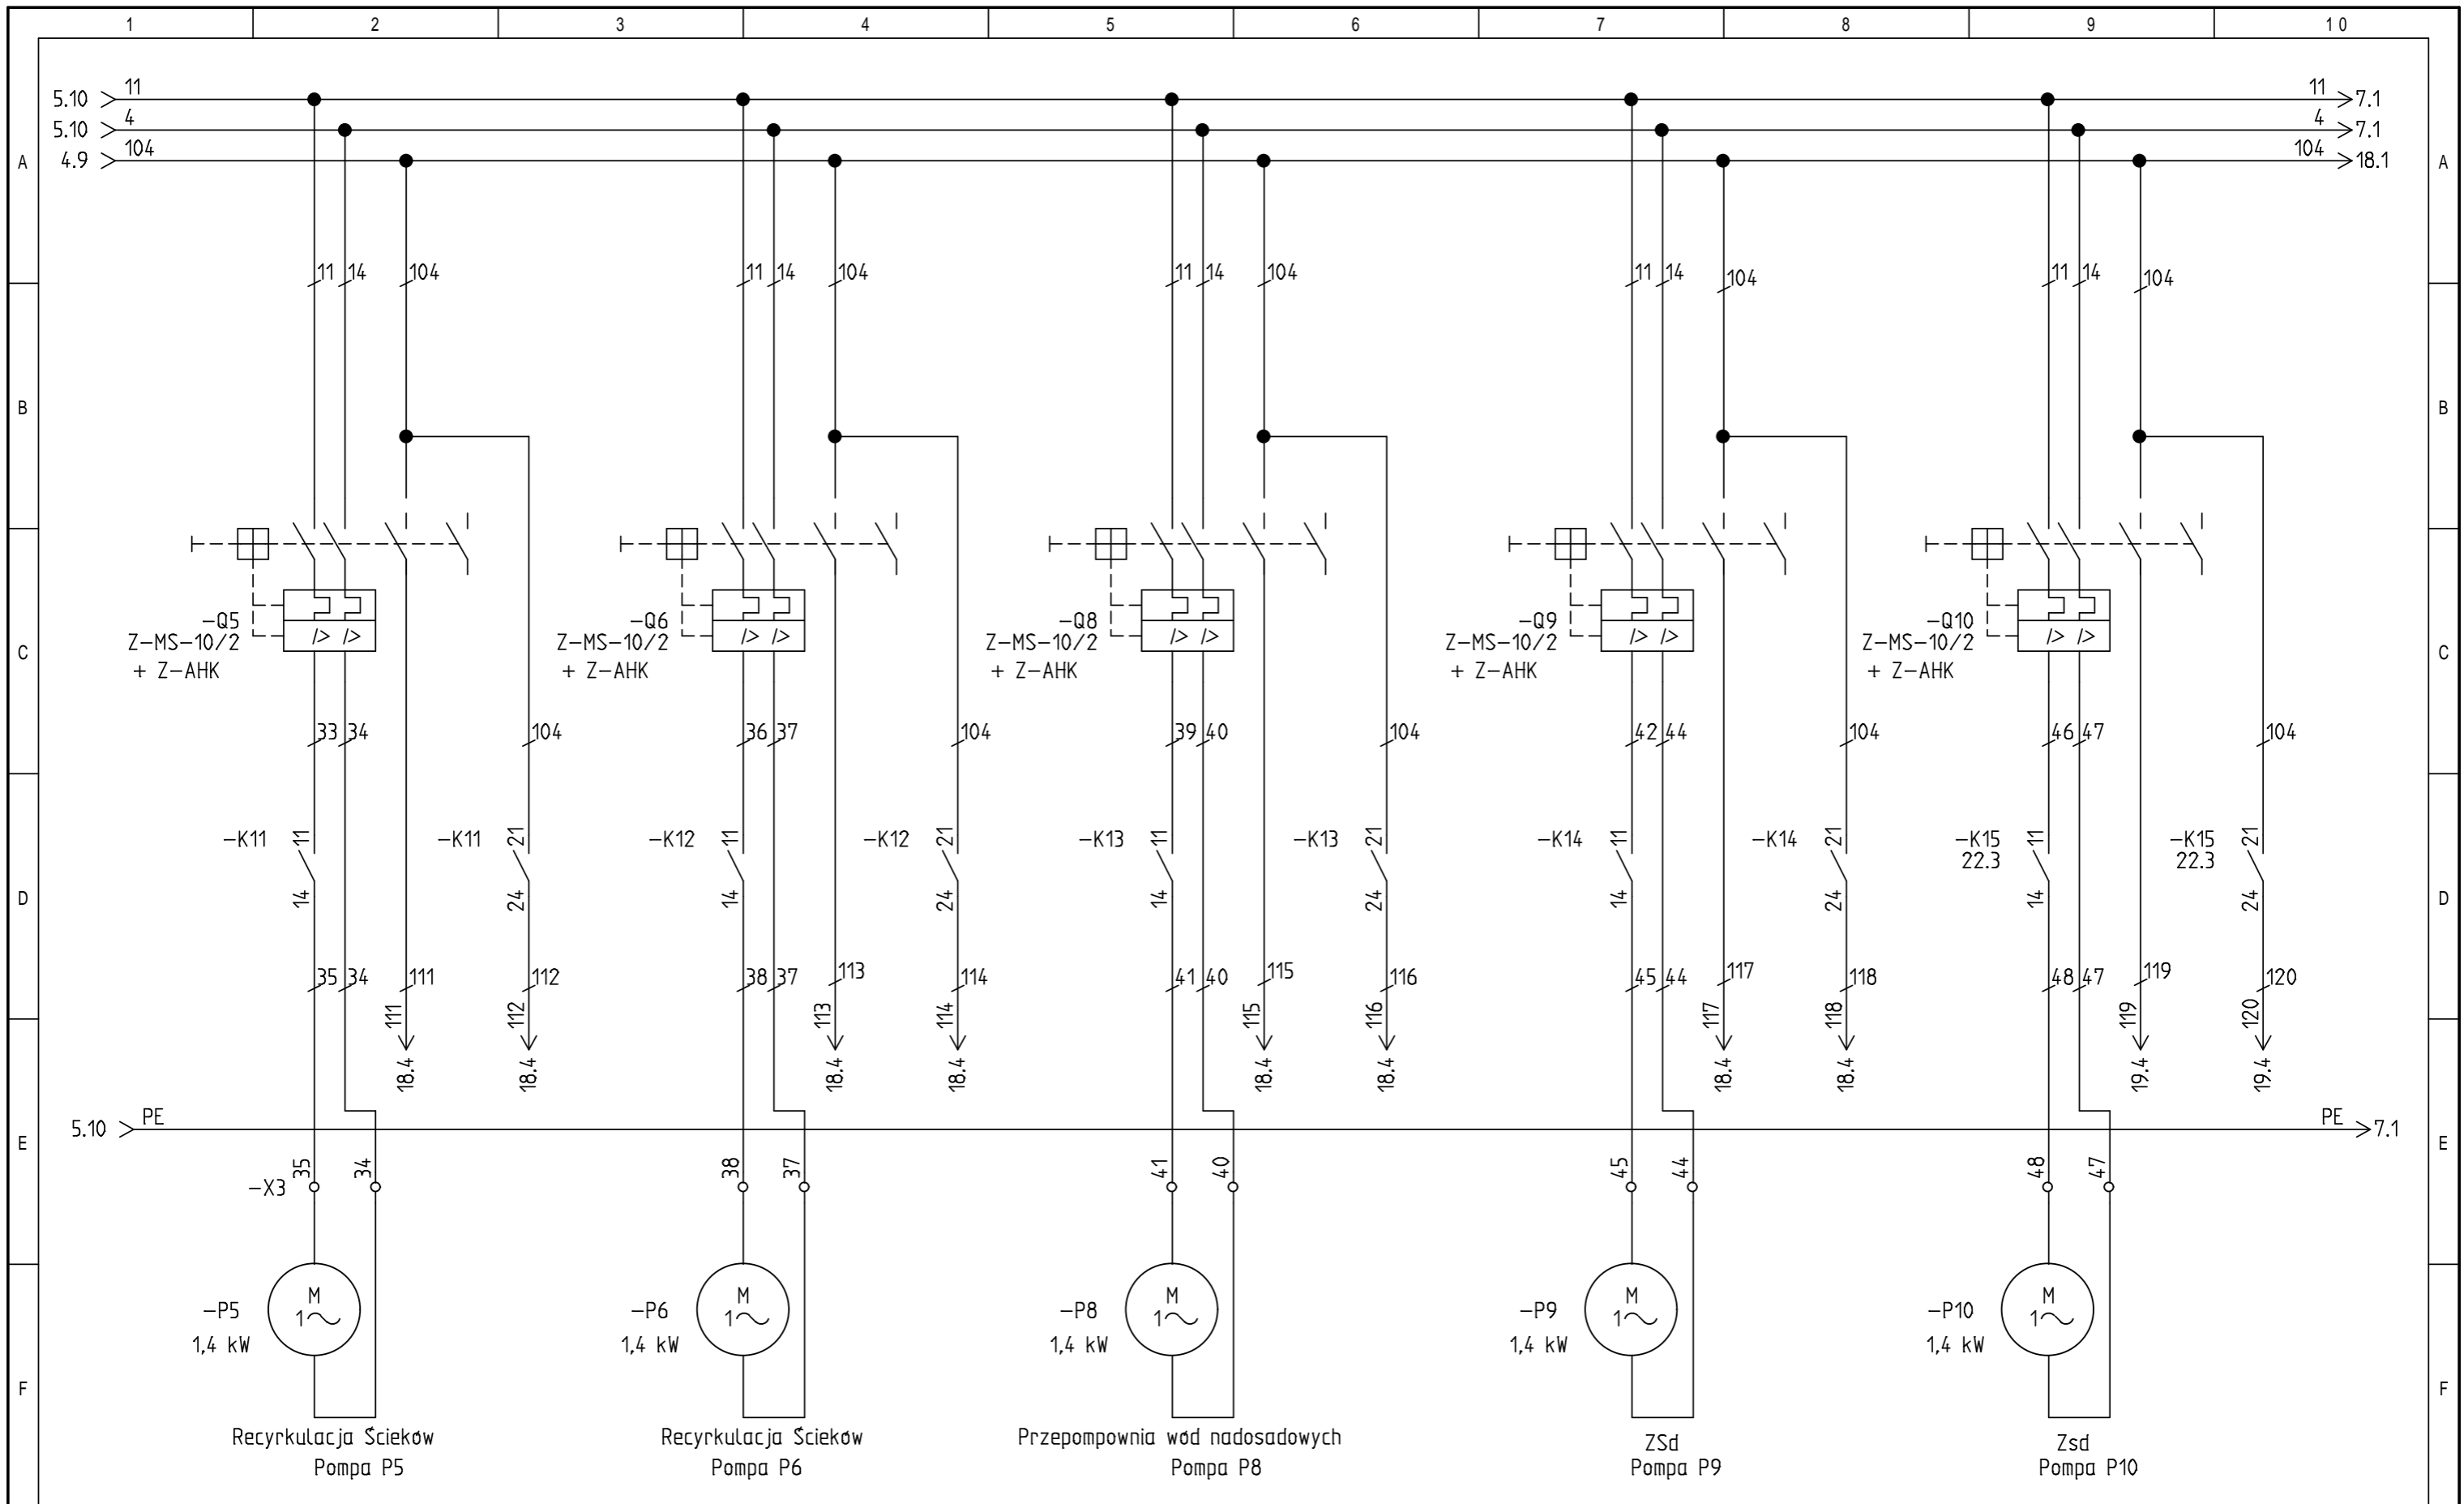 1 2 3 4 5 6 7 8 9 10
5.10 11 11 7.1
5.10 4 4 7.1
A 4.9 104 104 18.1 A
11 14 104 11 14 104 11 14 104 11 14 104 11 14 104
B B
-Q5 -Q6 -Q8 -Q9 -Q10
Z-MS-10/2 Z-MS-10/2 Z-MS-10/2 Z-MS-10/2 Z-MS-10/2
I> I> I> I> I> I> I> I> I> I>
C + Z-AHK + Z-AHK + Z-AHK + Z-AHK + Z-AHK C
33 34 104 36 37 104 39 40 104 42 44 104 46 47 104
-K11 11 -K11 21 -K12 11 -K12 21 -K13 11 -K13 21 -K14 11 -K14 21 -K15 11 -K15 21
22.3 22.3
D 14 24 14 24 14 24 14 24 14 24 D
35 34 111 112 38 37 113 114 41 40 115 116 45 44 117 118 48 47 119 120
111 112 113 114 115 116 117 118 119 120
18.4 18.4 18.4 18.4 18.4 18.4 18.4 18.4 19.4 19.4
PE PE
5.10 7.1
E E
35 34 38 37 41 40 45 44 48 47
-X3
M M M M M
-P5 1~ -P6 1~ -P8 1~ -P9 1~ -P10 1~
1,4 kW 1,4 kW 1,4 kW 1,4 kW 1,4 kW
F F
Recyrkulacja Ścieków Recyrkulacja Ścieków Przepompownia wód nadosadowych ZSd Zsd
Pompa P5 Pompa P6 Pompa P8 Pompa P9 Pompa P10